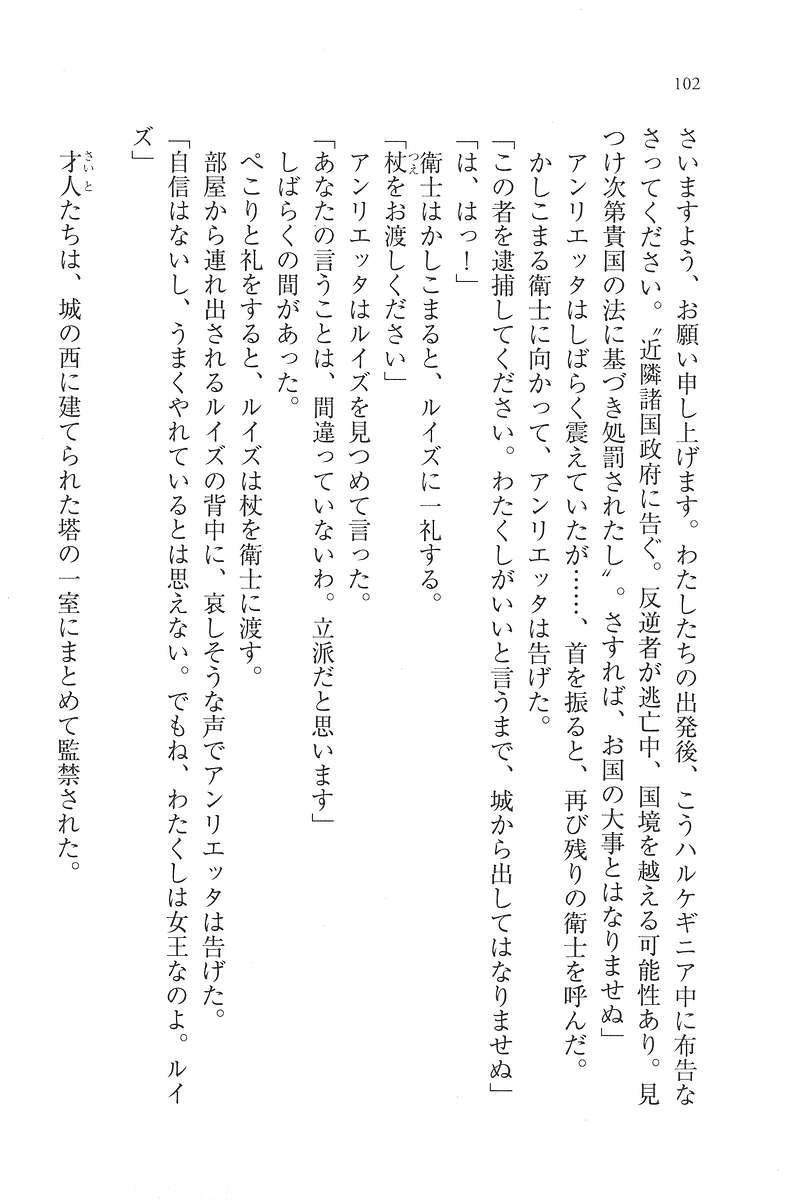 102
さいますよう、お願い申し上げます。わたしたちの出発後、こうハルケギニア中に布告な
さってください。〝近隣諸国政府に告ぐ。反逆者が逃亡中、国境を越える可能性あり。見
つけ次第貴国の法に基づき処罰されたし〟。さすれば、お国の大事とはなりませぬ」
アンリエッタはしばらく震えていたが……、首を振ると、再び残りの衛士を呼んだ。
かしこまる衛士に向かって、アンリエッタは告げた。
「この者を逮捕してください。わたくしがいいと言うまで、城から出してはなりませぬ」
「は、はっ！」
衛士はかしこまると、ルイズに一礼する。
「杖をお渡しください」
つえ
アンリエッタはルイズを見つめて言った。
「あなたの言うことは、間違っていないわ。立派だと思います」
しばらくの間があった。
ぺこりと礼をすると、ルイズは杖を衛士に渡す。
部屋から連れ出されるルイズの背中に、哀しそうな声でアンリエッタは告げた。
「自信はないし、うまくやれているとは思えない。でもね、わたくしは女王なのよ。ルイ
ズ」
才人たちは、城の西に建てられた塔の一室にまとめて監禁された。
さいと